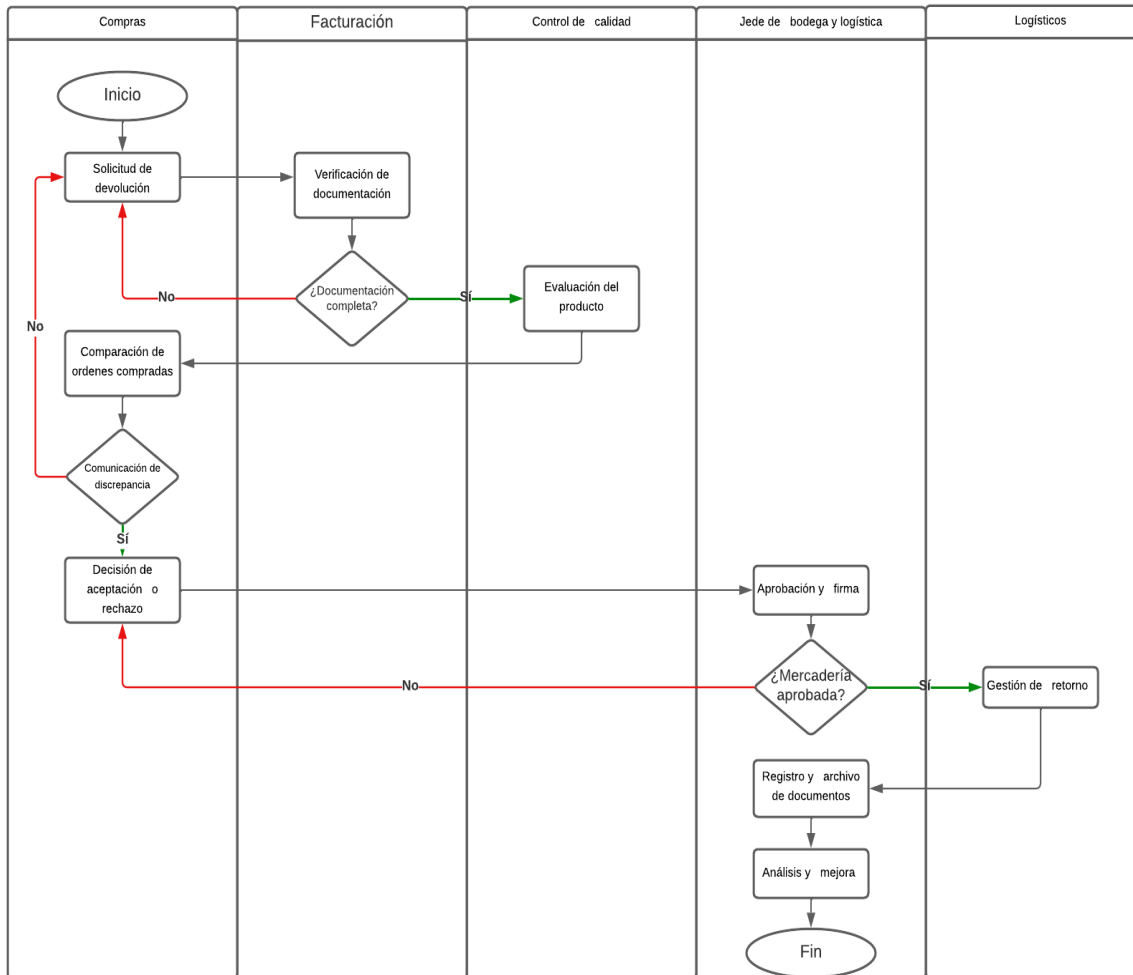 Compras
Facturación
Control de calidad
Jede de bodega y logística
Logísticos
Inicio
Solicitud de
devolución
Verificación de
documentación
¿Documentación
completa?
No
Sí
Evaluación del
producto
No
Comparación de
ordenes compradas
Comunicación de
discrepancia
Sí
Decisión de
aceptación o
rechazo
Aprobación y firma
¿Mercadería
aprobada?
No
Sí
Gestión de retorno
Registro y archivo
de documentos
Análisis y mejora
Fin